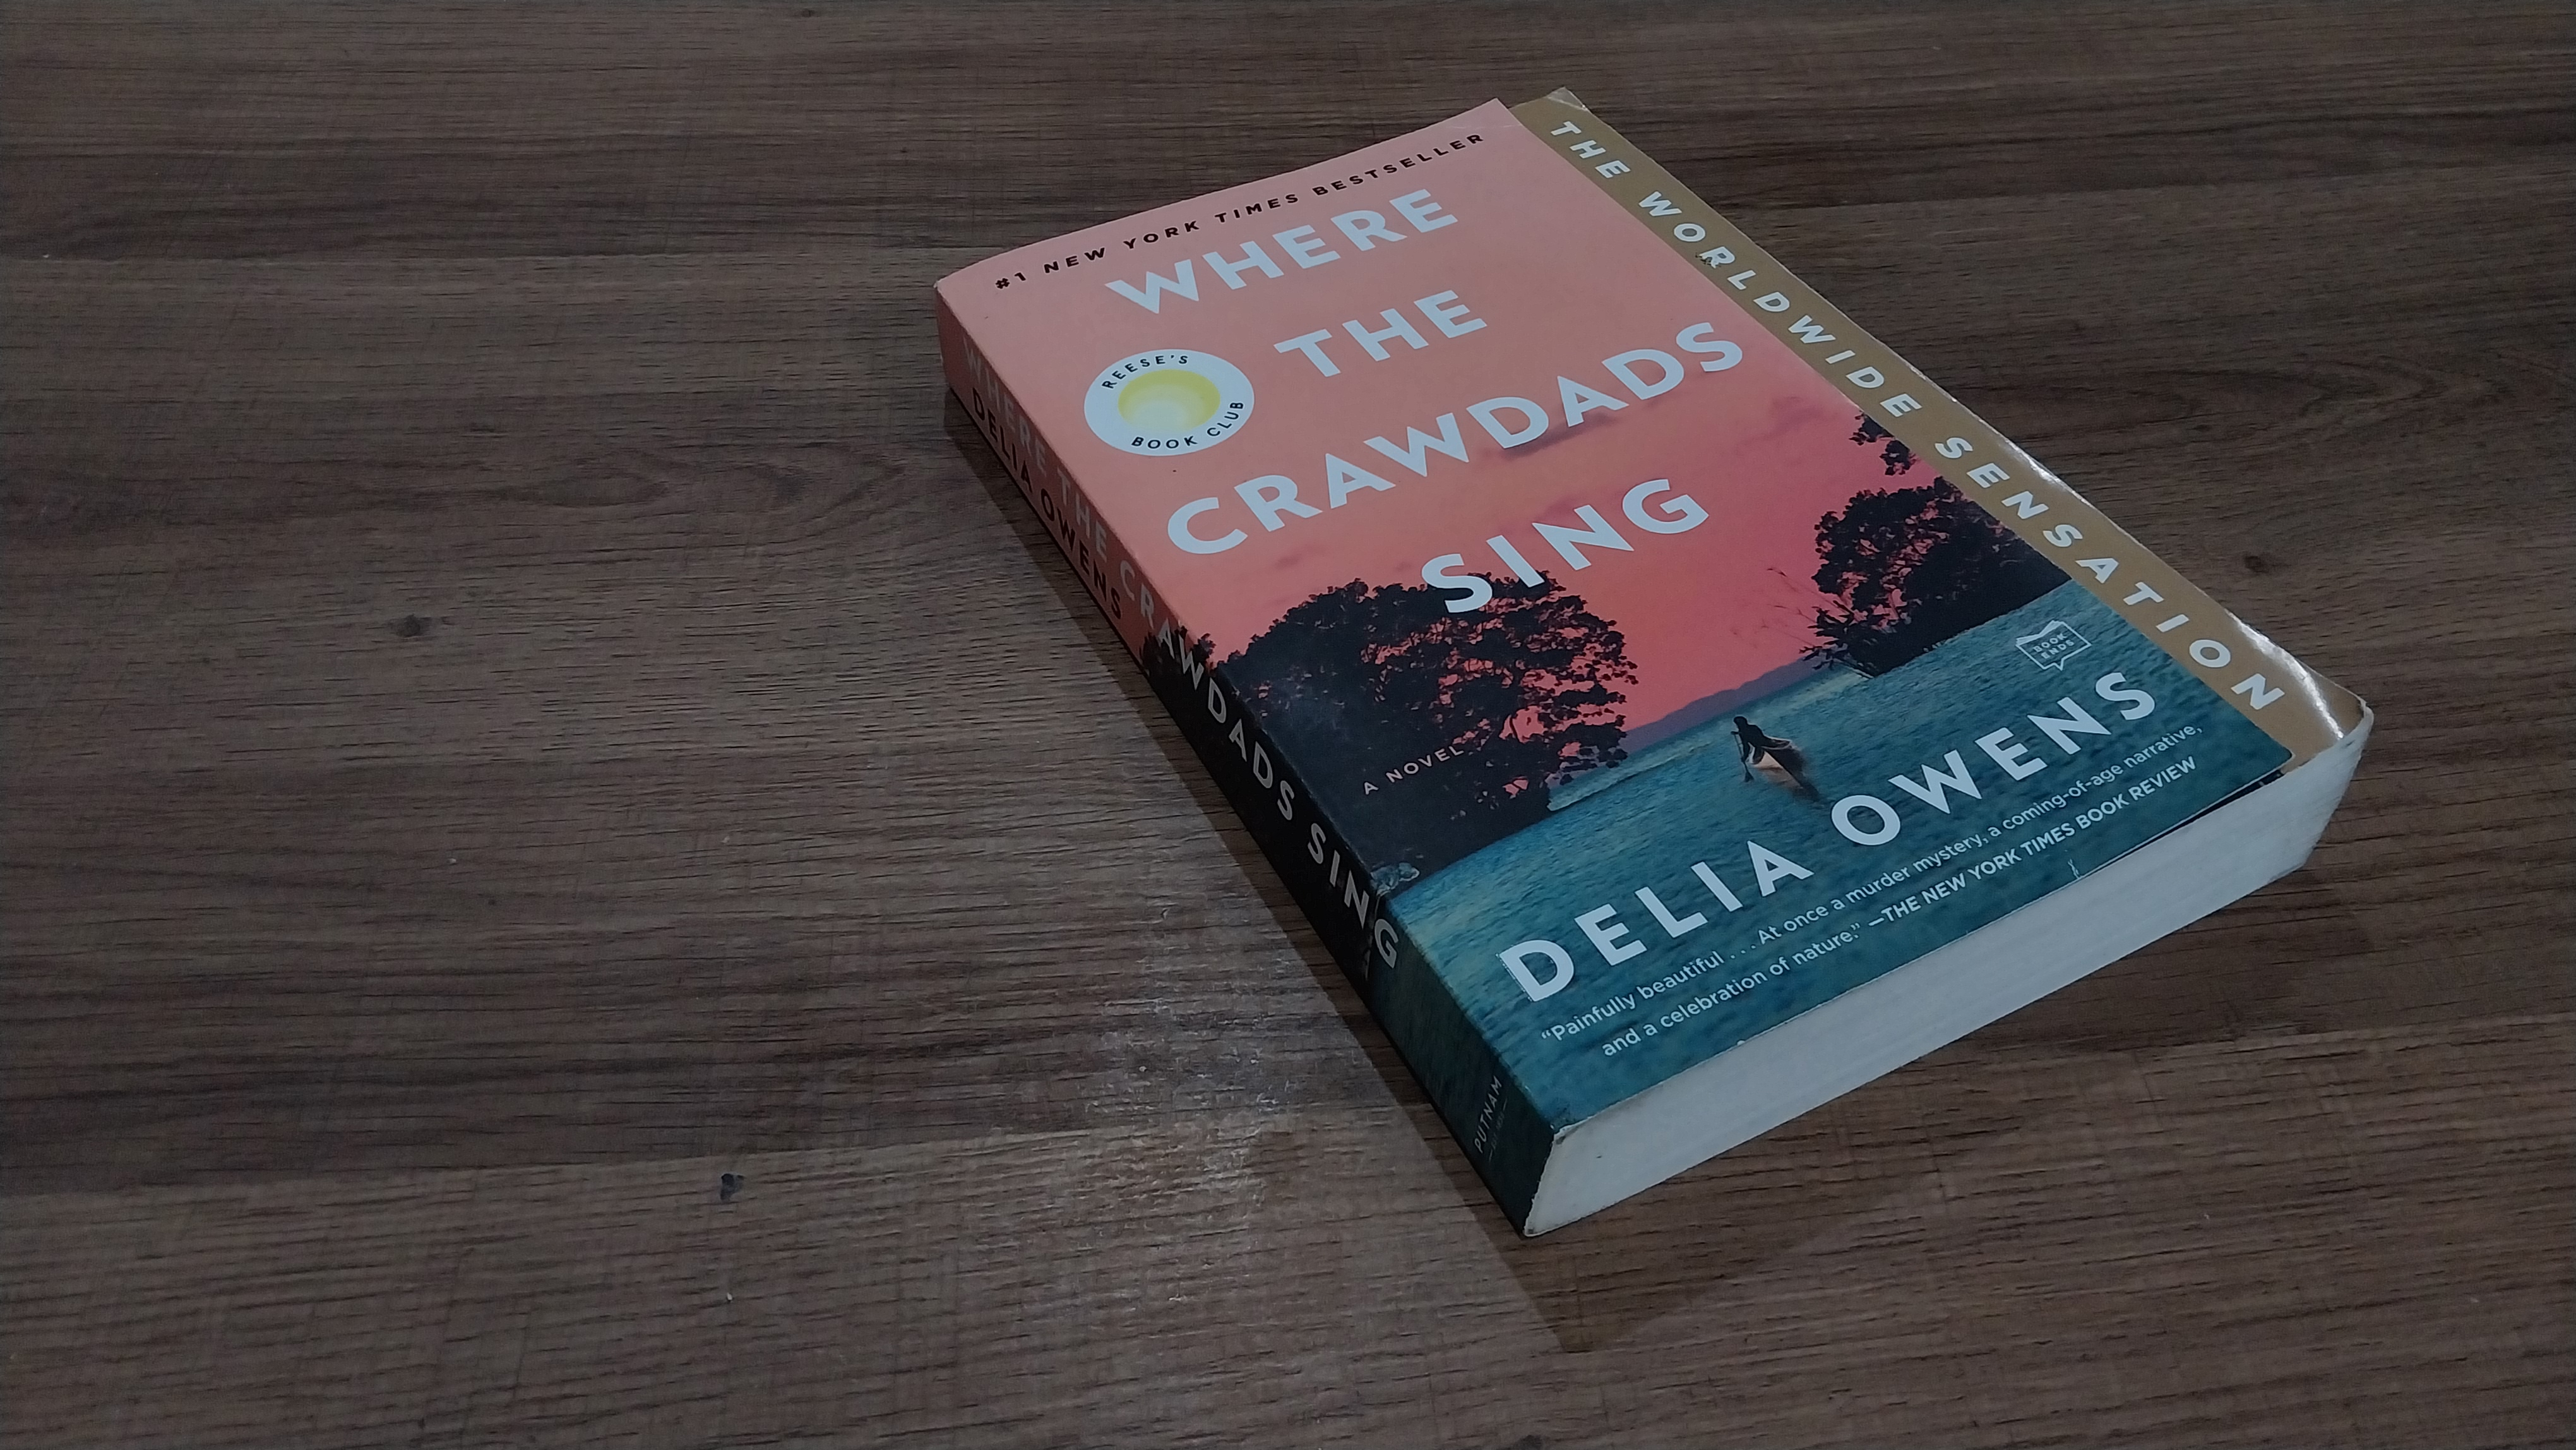 #1 NEW YORK TIMES BESTSELLER
WHERE
THE
CRAWDADS
SING
REESE'S
BOOK CLUB
A NOVEL
BOOK
ENDS
DELIA OWENS
“Painfully beautiful . . . At once a murder mystery, a coming-of-age narrative,
and a celebration of nature.” —THE NEW YORK TIMES BOOK REVIEW
THE WORLDWIDE SENSATION
WHERE THE CRAWDADS SING
DELIA OWENS
PUTNAM